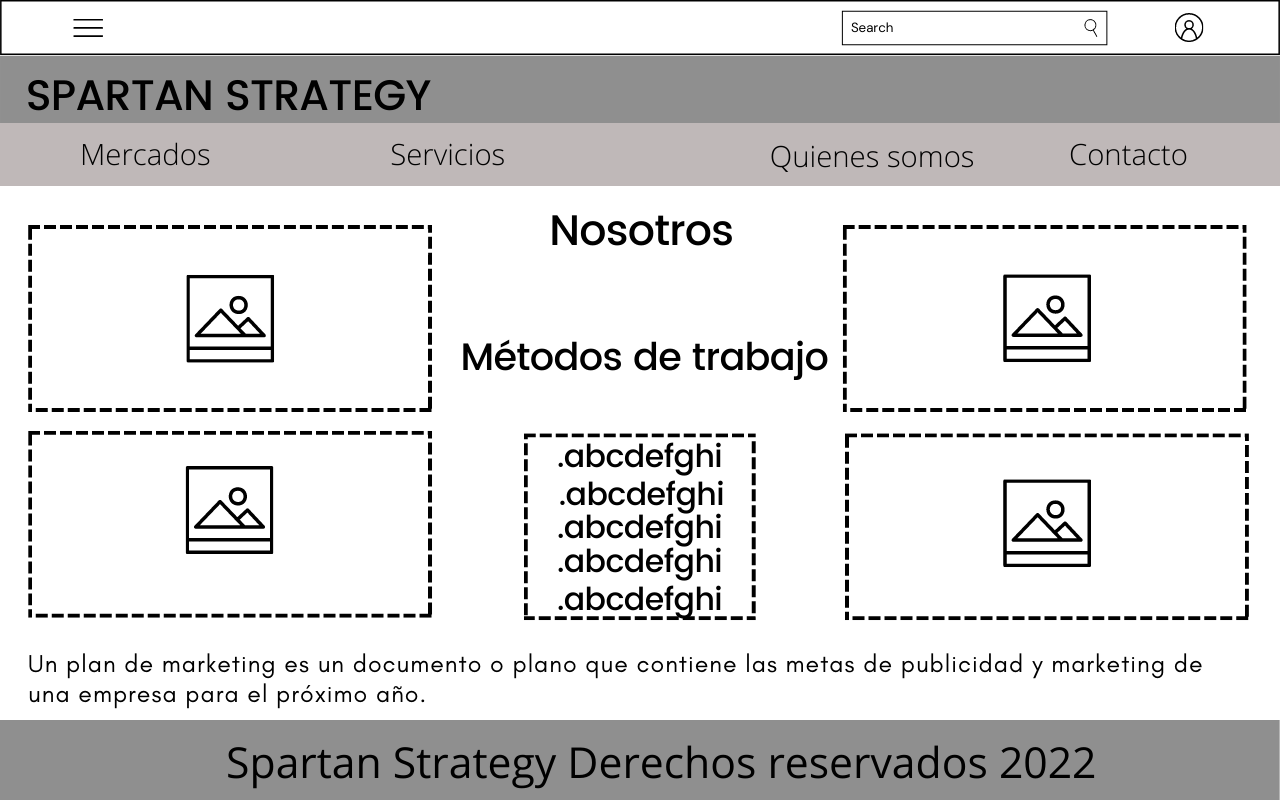 Search
SPARTAN STRATEGY
Mercados
Servicios
Quienes somos
Contacto
Nosotros
Métodos de trabajo
.abcdefghi
.abcdefghi
.abcdefghi
.abcdefghi
.abcdefghi
Un plan de marketing es un documento o plano que contiene las metas de publicidad y marketing de
una empresa para el próximo año.
Spartan Strategy Derechos reservados 2022